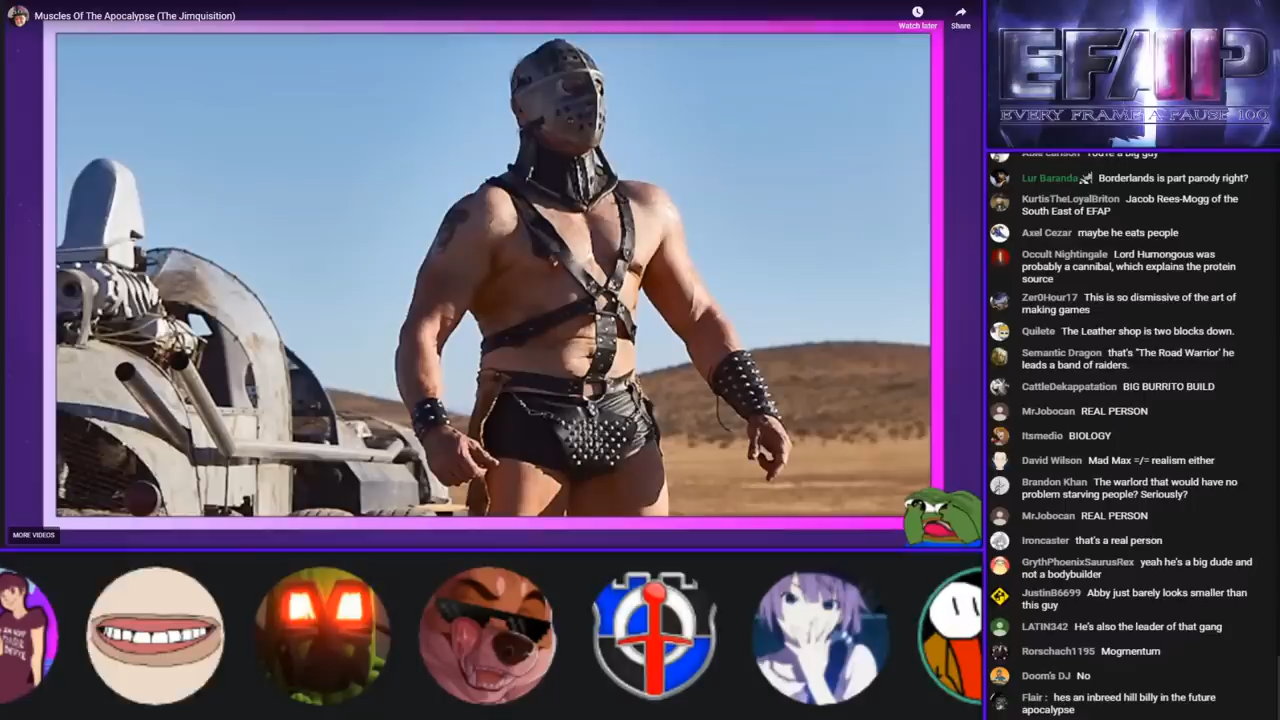 Muscles Of The Apocalypse (The Jimquisition)
Watch later
Share
MORE VIDEOS
EFAP
EVERY FRAME A PAUSE 100
You're a big guy
Lur Baranda Borderlands is part parody right?
KurtisTheLoyalBriton Jacob Rees-Mogg of the
South East of EFAP
Axel Cezar maybe he eats people
Occult Nightingale Lord Humongous was
probably a cannibal, which explains the protein
source
Zer0Hour17 This is so dismissive of the art of
making games
Quilete The Leather shop is two blocks down.
Semantic Dragon that's "The Road Warrior' he
leads a band of raiders.
CattleDekappatation BIG BURRITO BUILD
MrJobocan REAL PERSON
Itsmedio BIOLOGY
David Wilson Mad Max =/= realism either
Brandon Khan The warlord that would have no
problem starving people? Seriously?
MrJobocan REAL PERSON
Ironcaster that's a real person
GrythPhoenixSaurusRex yeah he's a big dude and
not a bodybuilder
JustinB6699 Abby just barely looks smaller than
this guy
LATIN342 He's also the leader of that gang
Rorschach1195 Mogmentum
Doom's DJ No
Flair : hes an inbreed hill billy in the future
apocalypse